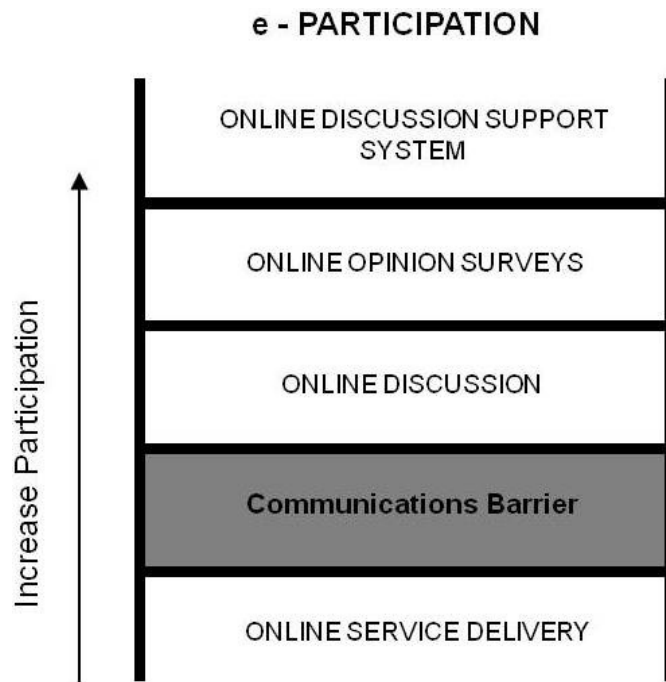 e - PARTICIPATION
ONLINE DISCUSSION SUPPORT
SYSTEM
ONLINE OPINION SURVEYS
ONLINE DISCUSSION
Communications Barrier
ONLINE SERVICE DELIVERY
Increase Participation